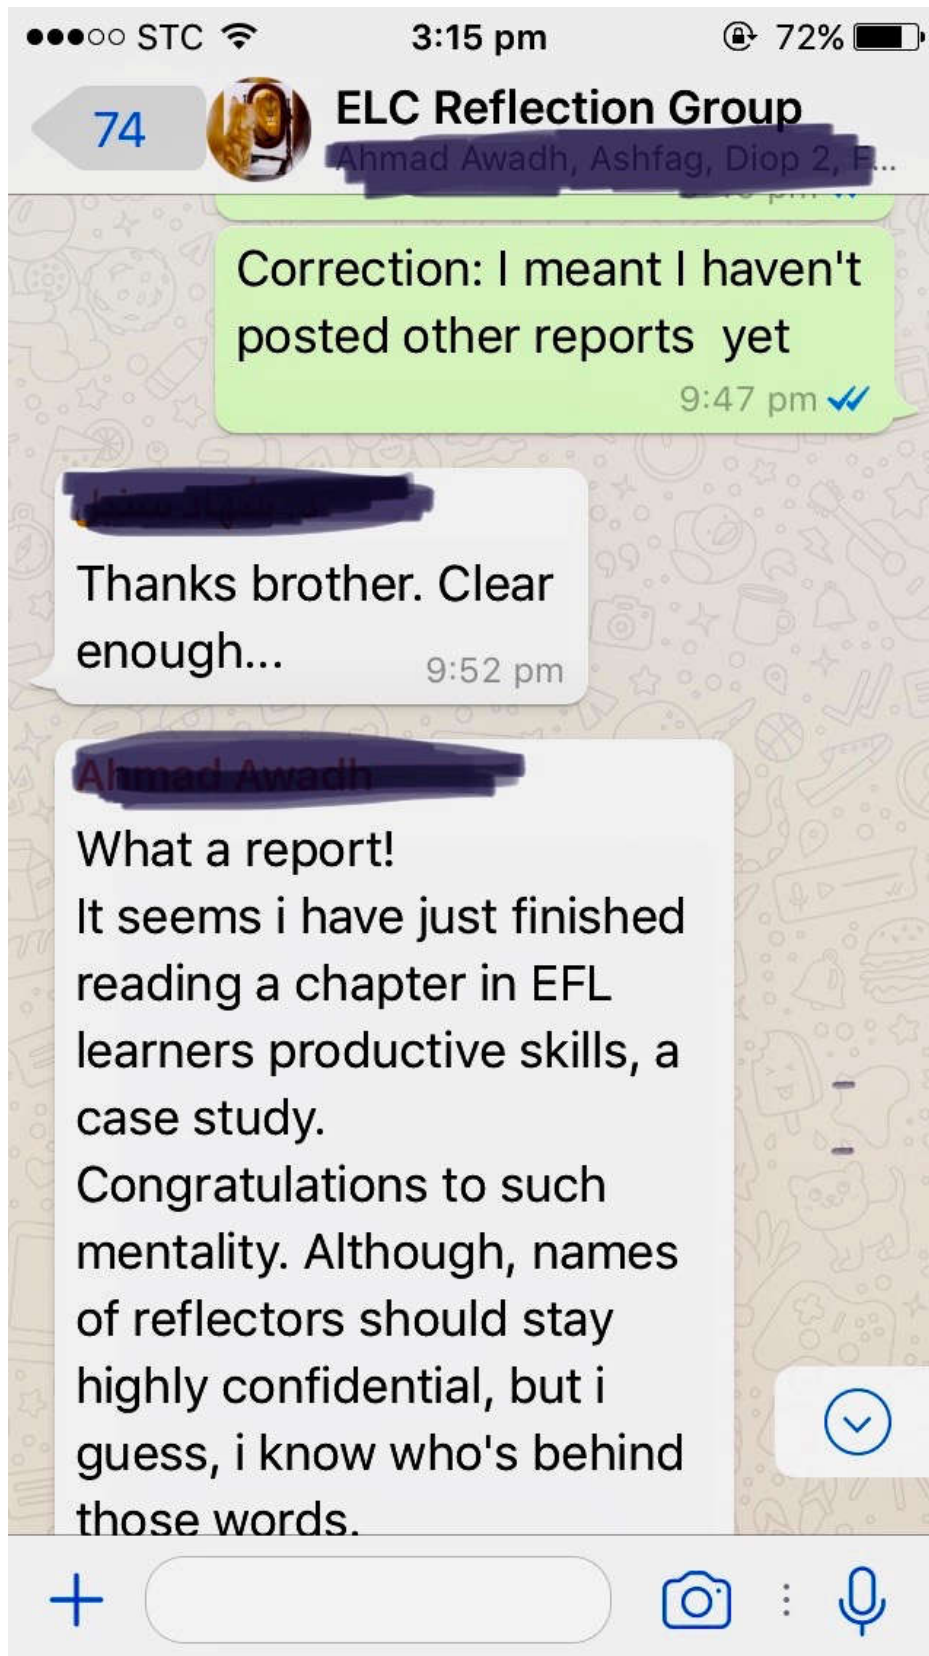 STC 3:15 pm 72%
74 ELC Reflection Group
Correction: I meant I haven't
posted other reports yet
9:47 pm
Thanks brother. Clear
enough...
9:52 pm
What a report!
It seems i have just finished
reading a chapter in EFL
learners productive skills, a
case study.
Congratulations to such
mentality. Although, names
of reflectors should stay
highly confidential, but i
guess, i know who's behind
those words.